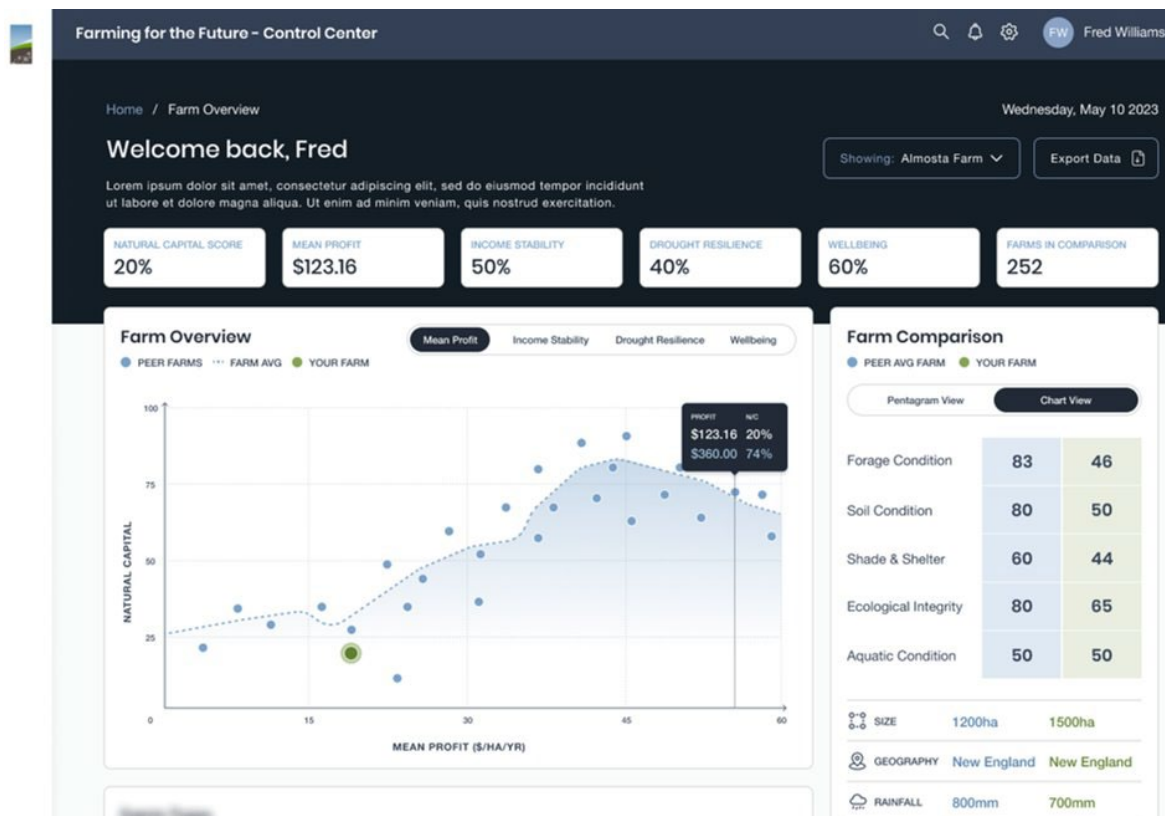 Farming for the Future - Control Center
FW Fred Williams
Home / Farm Overview
Wednesday, May 10 2023
Welcome back, Fred
Showing: Almosta Farm
Export Data
Lorem ipsum dolor sit amet, consectetur adipiscing elit, sed do eiusmod tempor incididunt
ut labore et dolore magna aliqua. Ut enim ad minim veniam, quis nostrud exercitation.
NATURAL CAPITAL SCORE
20%
MEAN PROFIT
$123.16
INCOME STABILITY
50%
DROUGHT RESILIENCE
40%
WELLBEING
60%
FARMS IN COMPARISON
252
Farm Overview
Mean Profit Income Stability Drought Resilience Wellbeing
PEER FARMS FARM AVG YOUR FARM
100
75
50
25
0 15 30 45 60
NATURAL CAPITAL
MEAN PROFIT ($/HA/YR)
PROFIT N/C
$123.16 20%
$360.00 74%
Farm Comparison
PEER AVG FARM YOUR FARM
Pentagram View Chart View
Forage Condition 83 46
Soil Condition 80 50
Shade & Shelter 60 44
Ecological Integrity 80 65
Aquatic Condition 50 50
SIZE 1200ha 1500ha
GEOGRAPHY New England New England
RAINFALL 800mm 700mm